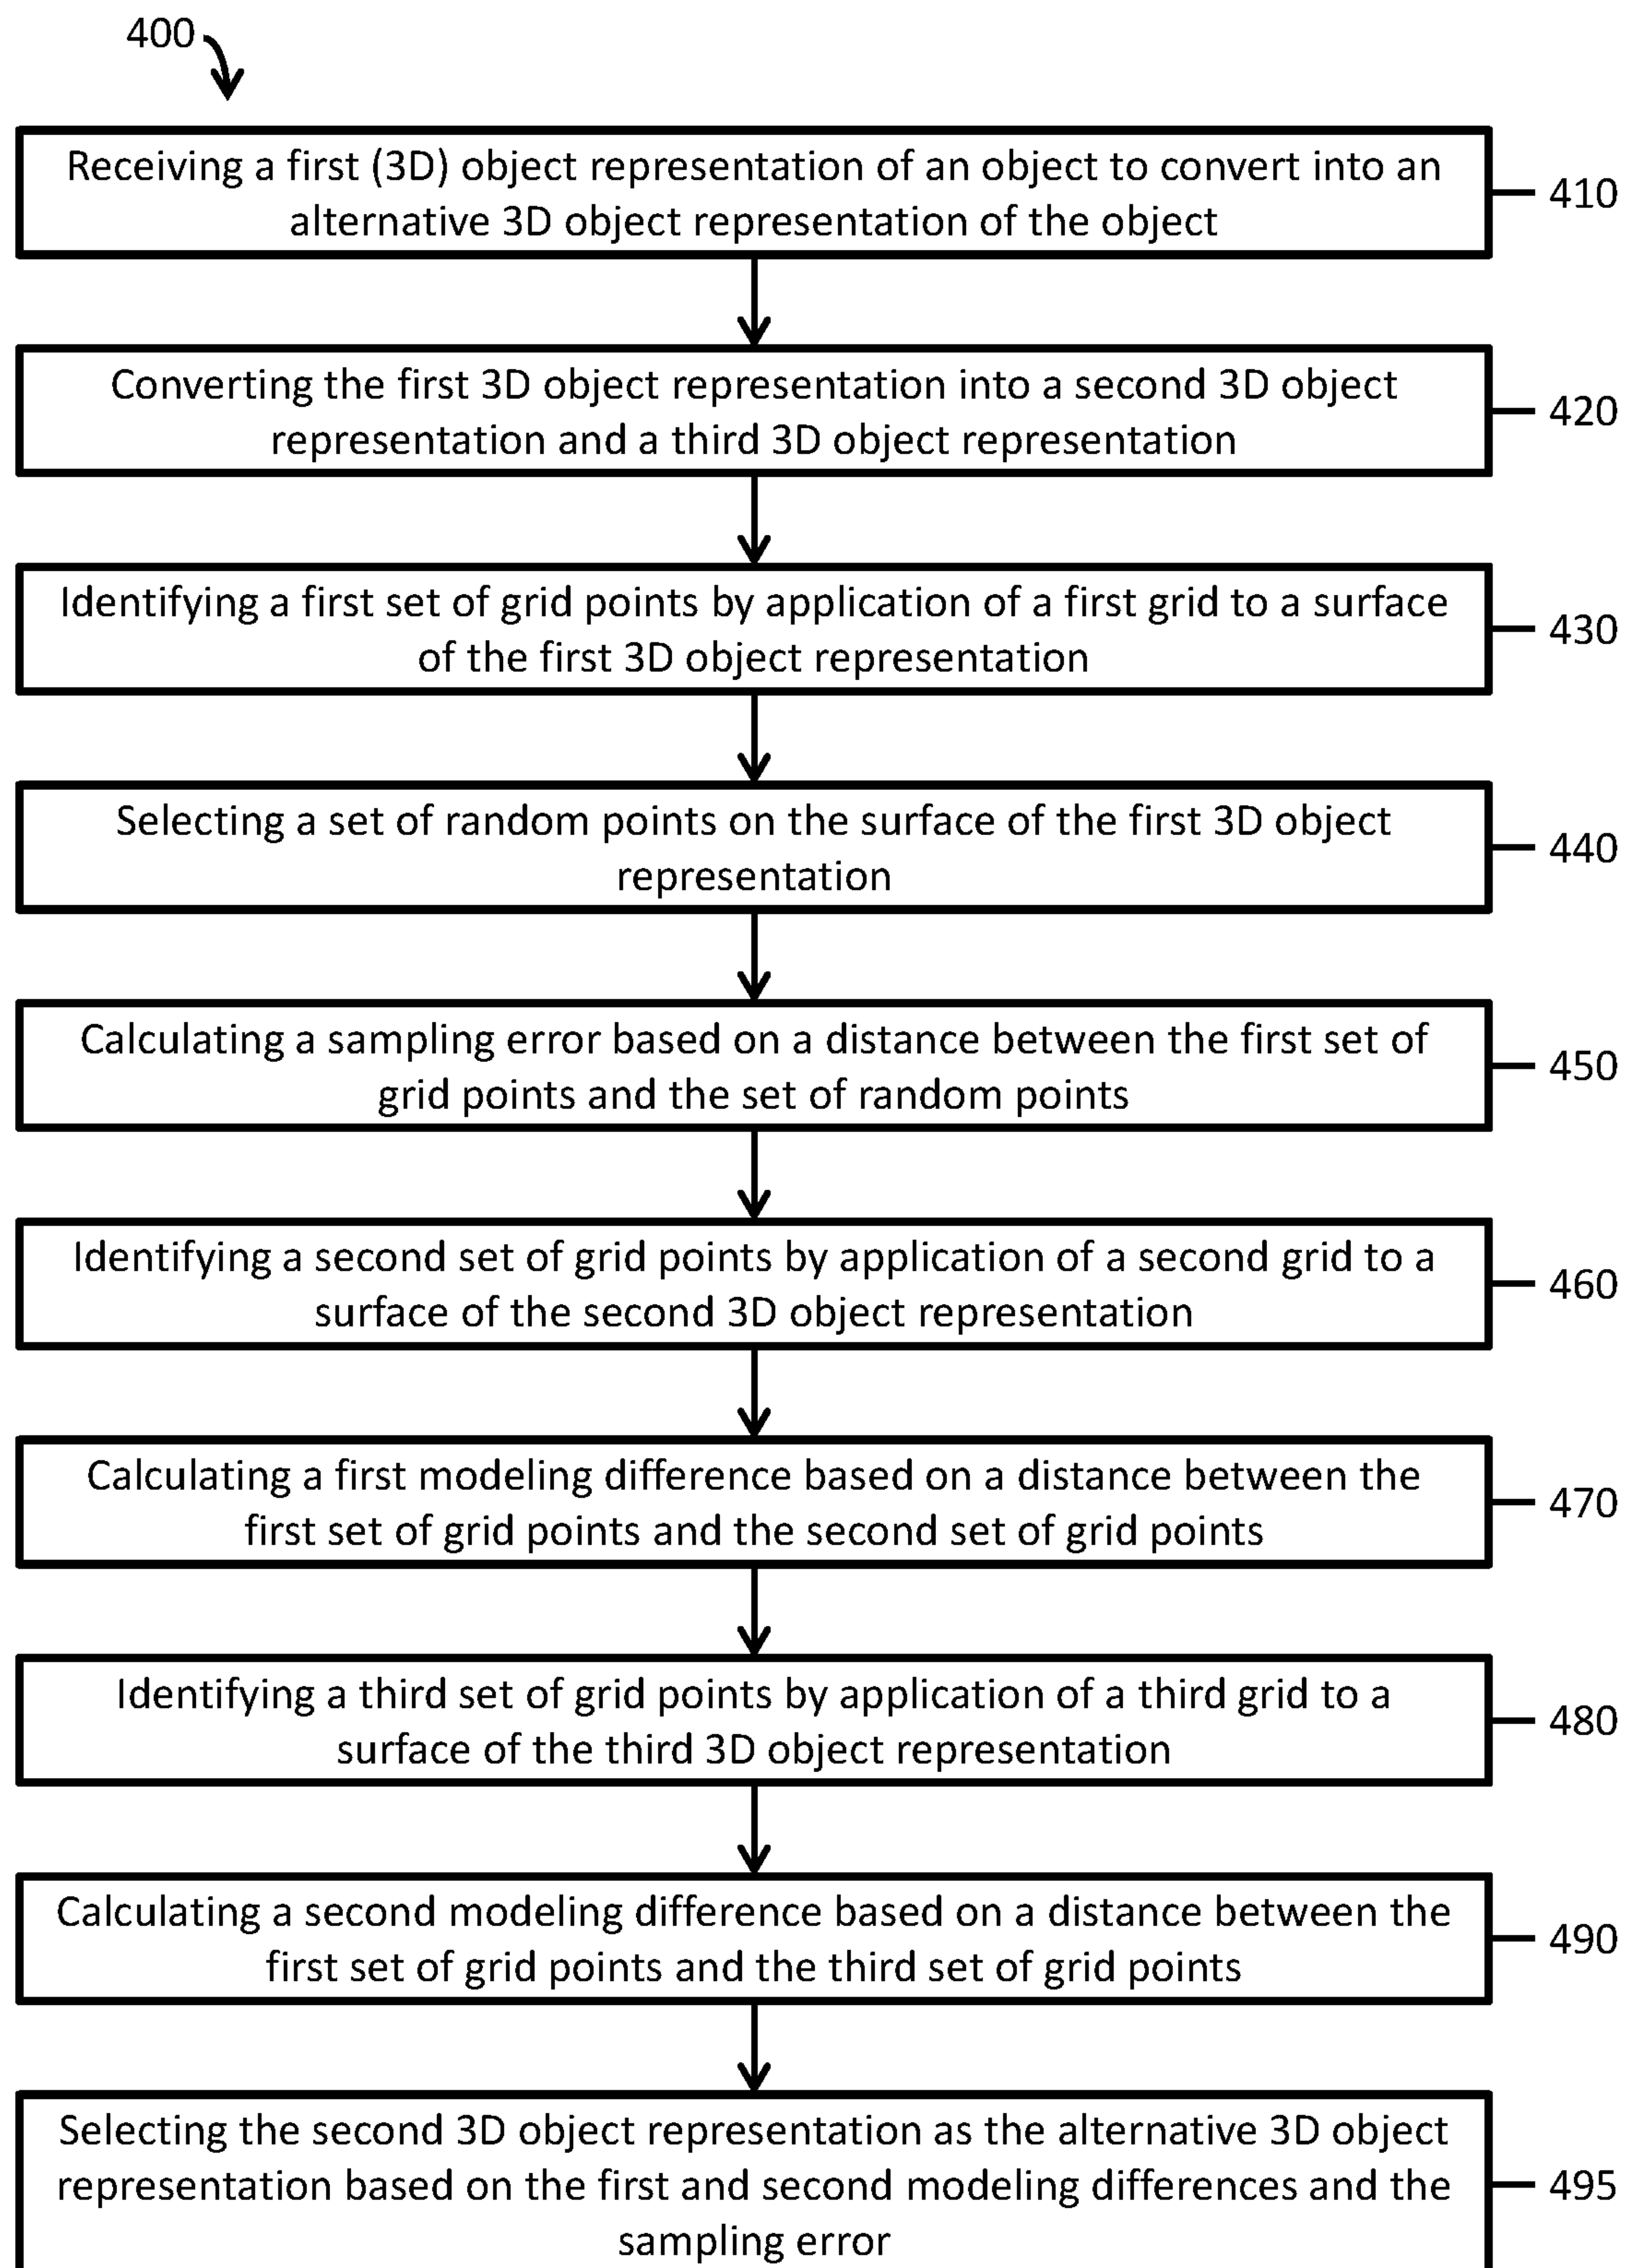 400
Receiving a first (3D) object representation of an object to convert into an
alternative 3D object representation of the object
410
Converting the first 3D object representation into a second 3D object
representation and a third 3D object representation
420
Identifying a first set of grid points by application of a first grid to a surface
of the first 3D object representation
430
Selecting a set of random points on the surface of the first 3D object
representation
440
Calculating a sampling error based on a distance between the first set of
grid points and the set of random points
450
Identifying a second set of grid points by application of a second grid to a
surface of the second 3D object representation
460
Calculating a first modeling difference based on a distance between the
first set of grid points and the second set of grid points
470
Identifying a third set of grid points by application of a third grid to a
surface of the third 3D object representation
480
Calculating a second modeling difference based on a distance between the
first set of grid points and the third set of grid points
490
Selecting the second 3D object representation as the alternative 3D object
representation based on the first and second modeling differences and the
sampling error
495